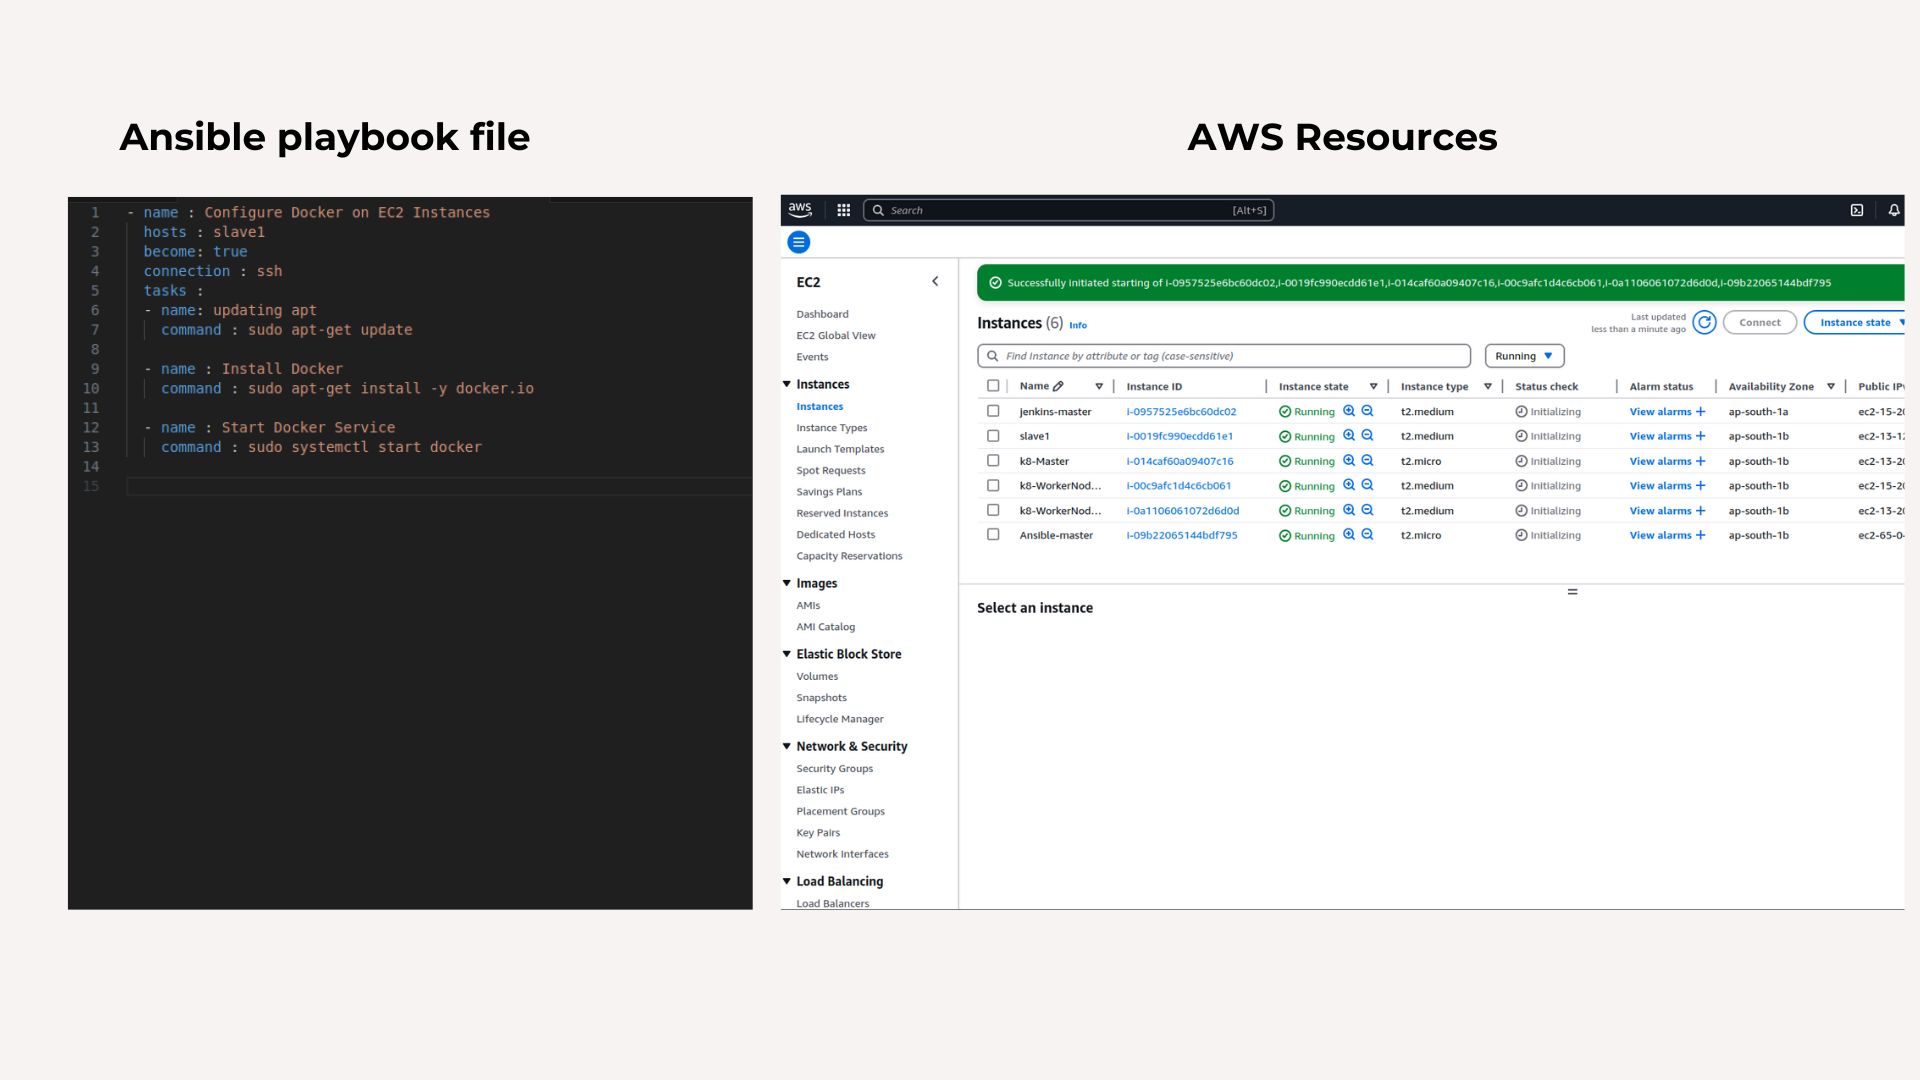 Ansible playbook file
1 - name : Configure Docker on EC2 Instances
2 hosts : slave1
3 become: true
4 connection : ssh
5 tasks :
6 - name: updating apt
7 command : sudo apt-get update
8
9 - name : Install Docker
10 command : sudo apt-get install -y docker.io
11
12 - name : Start Docker Service
13 command : sudo systemctl start docker
14
15
AWS Resources
aws Search [Alt+S]
EC2
Dashboard
EC2 Global View
Events
Instances
Instances
Instance Types
Launch Templates
Spot Requests
Savings Plans
Reserved Instances
Dedicated Hosts
Capacity Reservations
Images
AMIs
AMI Catalog
Elastic Block Store
Volumes
Snapshots
Lifecycle Manager
Network & Security
Security Groups
Elastic IPs
Placement Groups
Key Pairs
Network Interfaces
Load Balancing
Load Balancers
Successfully initiated starting of i-0957525e6bc60dc02,i-0019fc990ecdd61e1,i-014caf60a09407c16,i-00c9afc1d4c6cb061,i-0a1106061072d6d0d,i-09b22065144bdf795
Instances (6) Info
Last updated
less than a minute ago
Connect
Instance state
Find Instance by attribute or tag (case-sensitive)
Running
Name Instance ID Instance state Instance type Status check Alarm status Availability Zone Public IPv
jenkins-master i-0957525e6bc60dc02 Running t2.medium Initializing View alarms + ap-south-1a ec2-15-20
slave1 i-0019fc990ecdd61e1 Running t2.medium Initializing View alarms + ap-south-1b ec2-13-12
k8-Master i-014caf60a09407c16 Running t2.micro Initializing View alarms + ap-south-1b ec2-13-20
k8-WorkerNod... i-00c9afc1d4c6cb061 Running t2.medium Initializing View alarms + ap-south-1b ec2-15-20
k8-WorkerNod... i-0a1106061072d6d0d Running t2.medium Initializing View alarms + ap-south-1b ec2-13-20
Ansible-master i-09b22065144bdf795 Running t2.micro Initializing View alarms + ap-south-1b ec2-65-0-
Select an instance